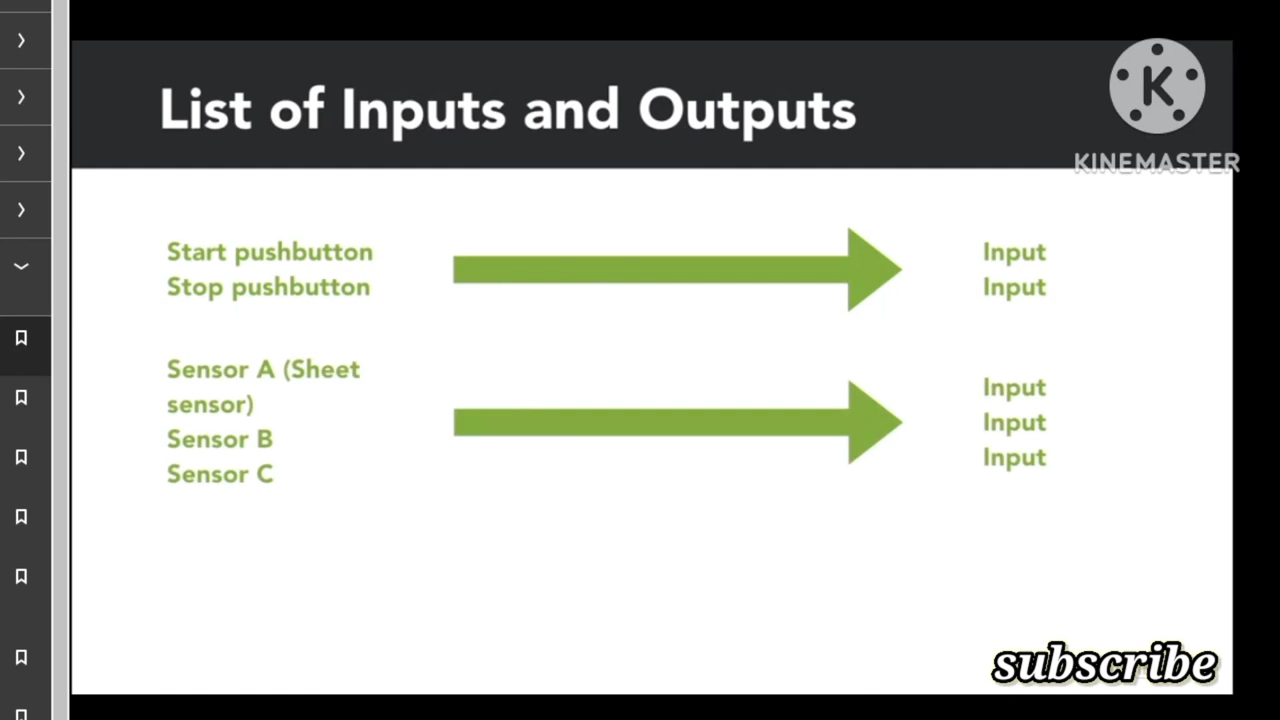 List of Inputs and Outputs
K
KINEMASTER
Start pushbutton
Stop pushbutton
Input
Input
Sensor A (Sheet
sensor)
Sensor B
Sensor C
Input
Input
Input
subscribe